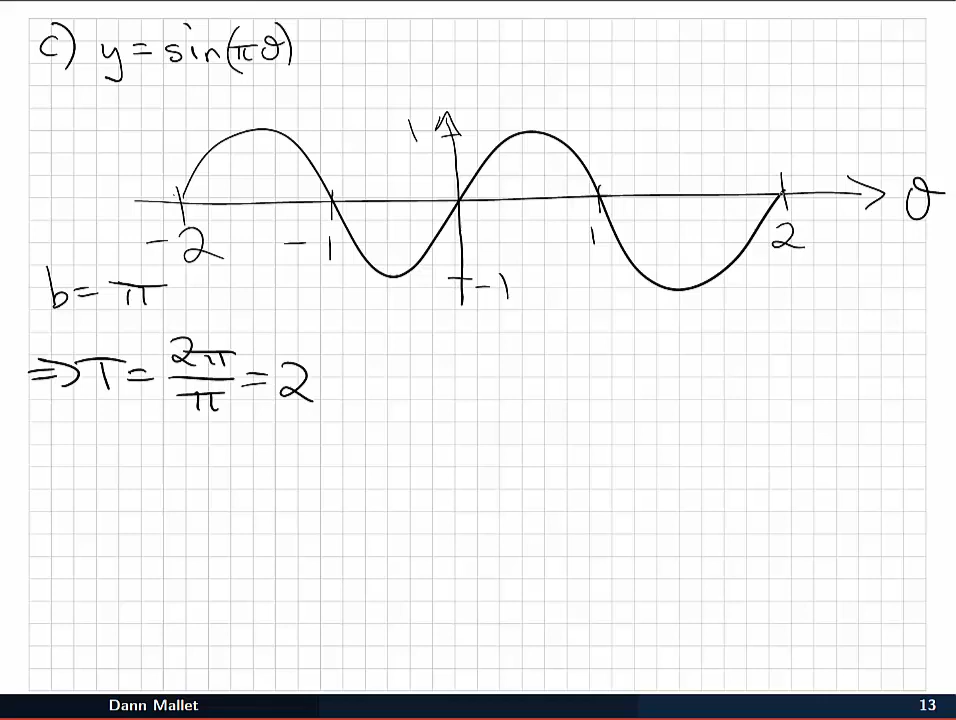 c) y = sin(πθ)
1
θ
-2 -1 1 2
-1
b = π
⇒ T = 2π/π = 2
Dann Mallet 13